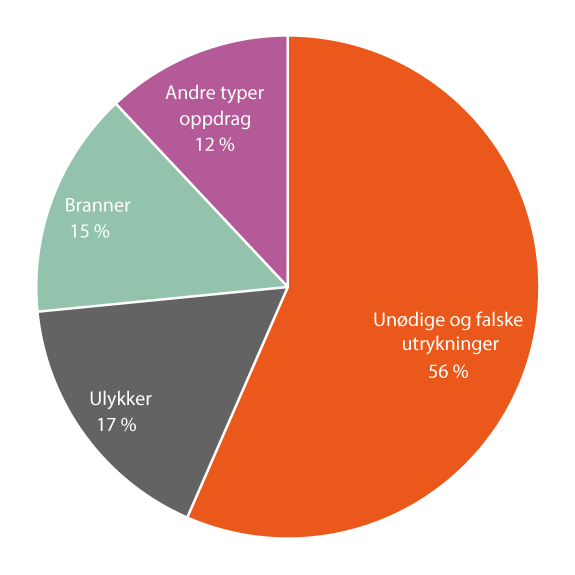 Andre typer
oppdrag
12 %
Branner
15 %
Unødige og falske
utrykninger
56 %
Ulykker
17 %